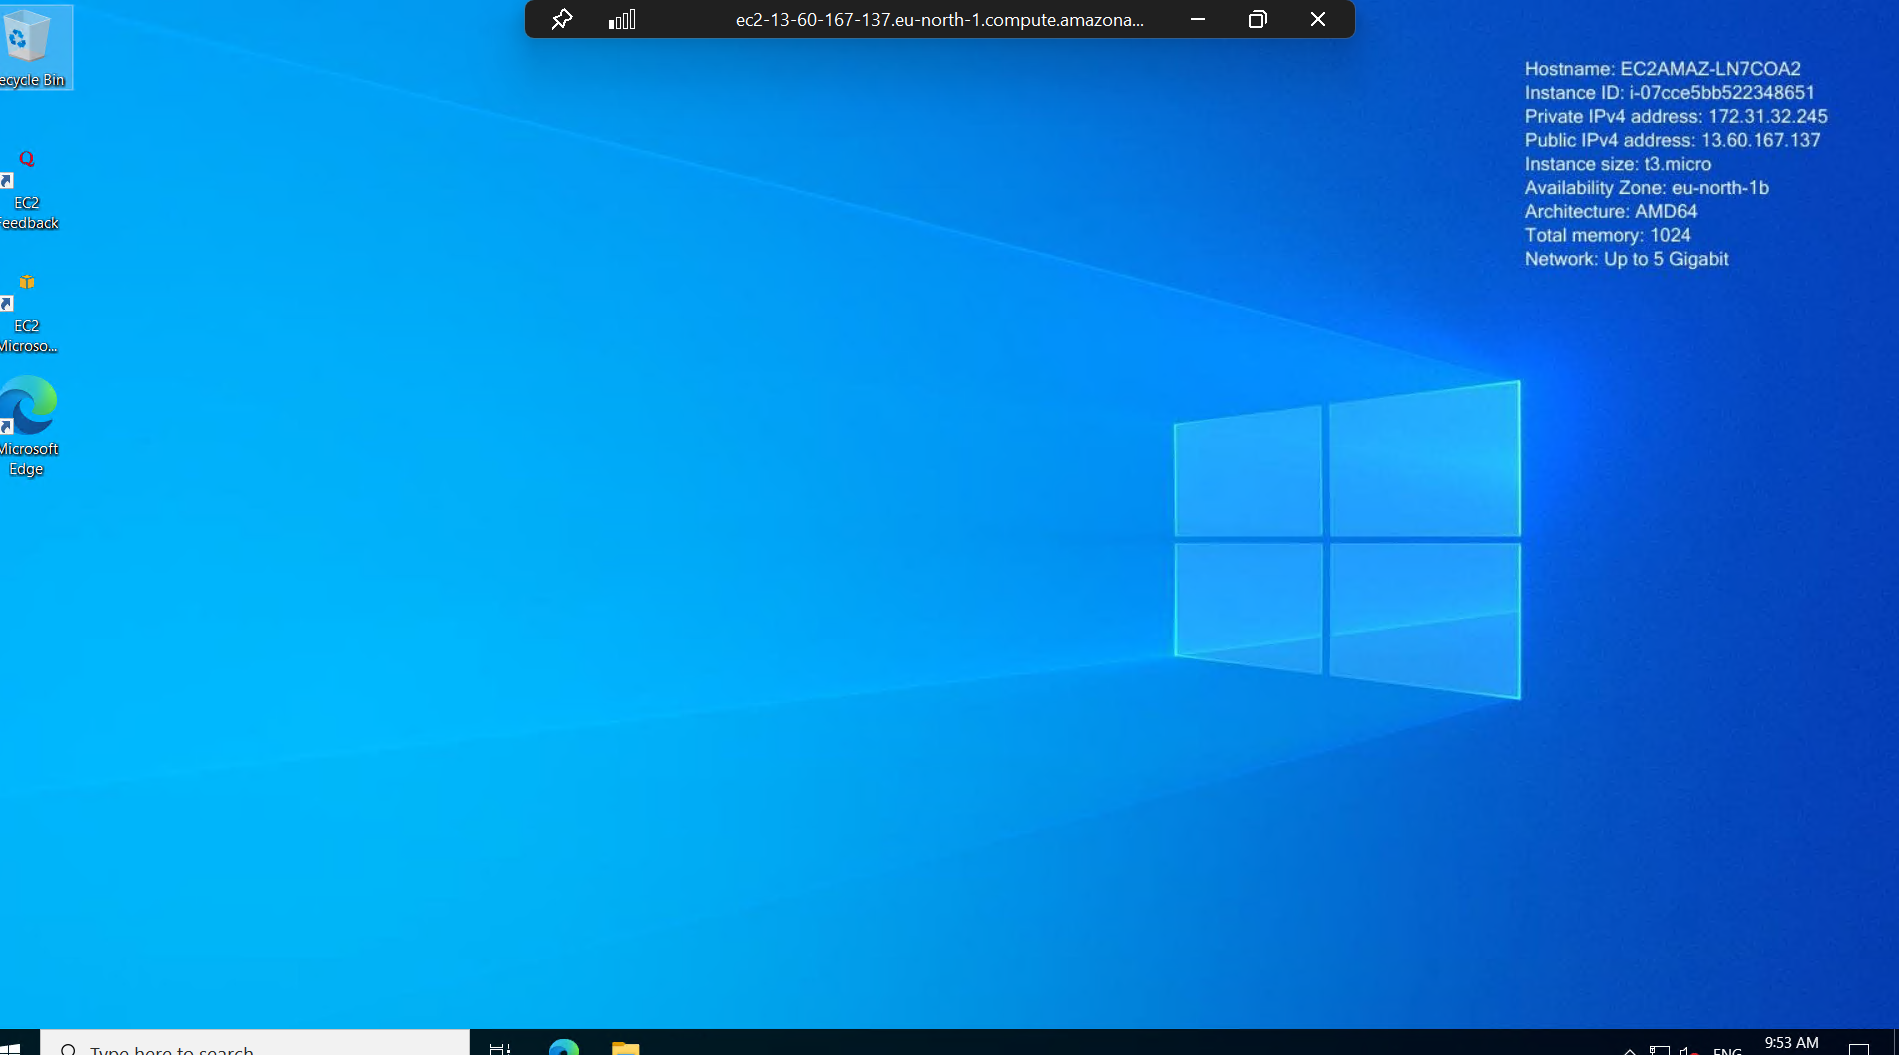 ec2-13-60-167-137.eu-north-1.compute.amazona...
Hostname: EC2AMAZ-LN7COA2
Instance ID: i-07cce5bb522348651
Private IPv4 address: 172.31.32.245
Public IPv4 address: 13.60.167.137
Instance size: t3.micro
Availability Zone: eu-north-1b
Architecture: AMD64
Total memory: 1024
Network: Up to 5 Gigabit
ecycle Bin
EC2
Feedback
EC2
Microso...
Microsoft
Edge
Type here to search
ENG
9:53 AM